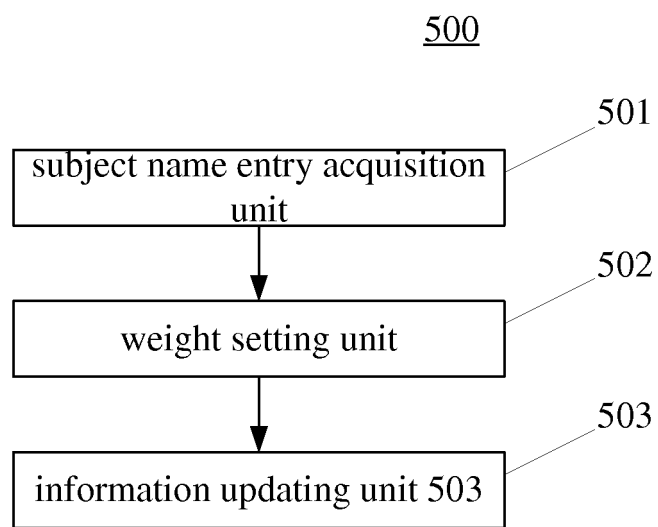 500
501
subject name entry acquisition
unit
502
weight setting unit
503
information updating unit 503